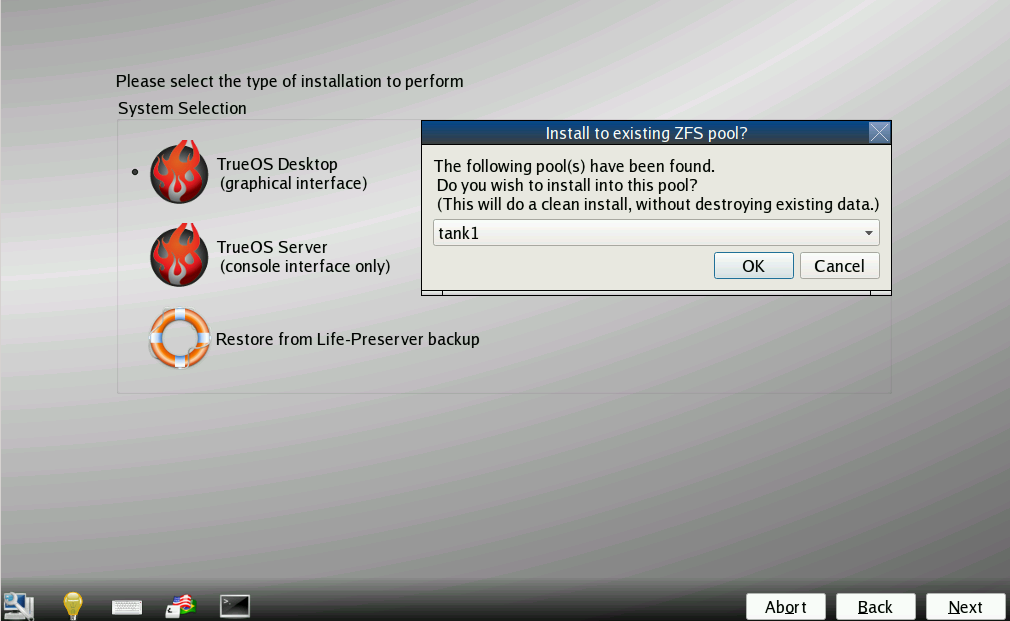 Please select the type of installation to perform
System Selection
TrueOS Desktop
(graphical interface)
TrueOS Server
(console interface only)
Restore from Life-Preserver backup
Install to existing ZFS pool?
The following pool(s) have been found.
Do you wish to install into this pool?
(This will do a clean install, without destroying existing data.)
tank1
OK
Cancel
Abort
Back
Next